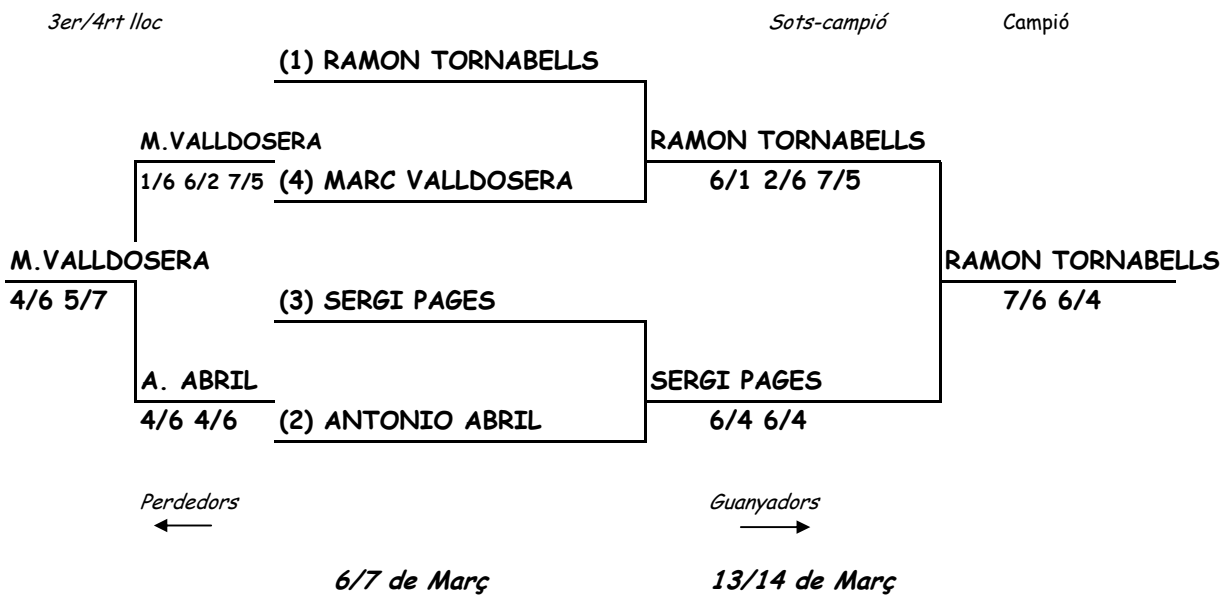 3er/4rt lloc Sots-campió Campió
(1) RAMON TORNABELLS
M.VALLDOSERA RAMON TORNABELLS
1/6 6/2 7/5 (4) MARC VALLDOSERA 6/1 2/6 7/5
M.VALLDOSERA RAMON TORNABELLS
4/6 5/7 (3) SERGI PAGES 7/6 6/4
A. ABRIL SERGI PAGES
4/6 4/6 (2) ANTONIO ABRIL 6/4 6/4
Perdedors Guanyadors
6/7 de Març 13/14 de Març